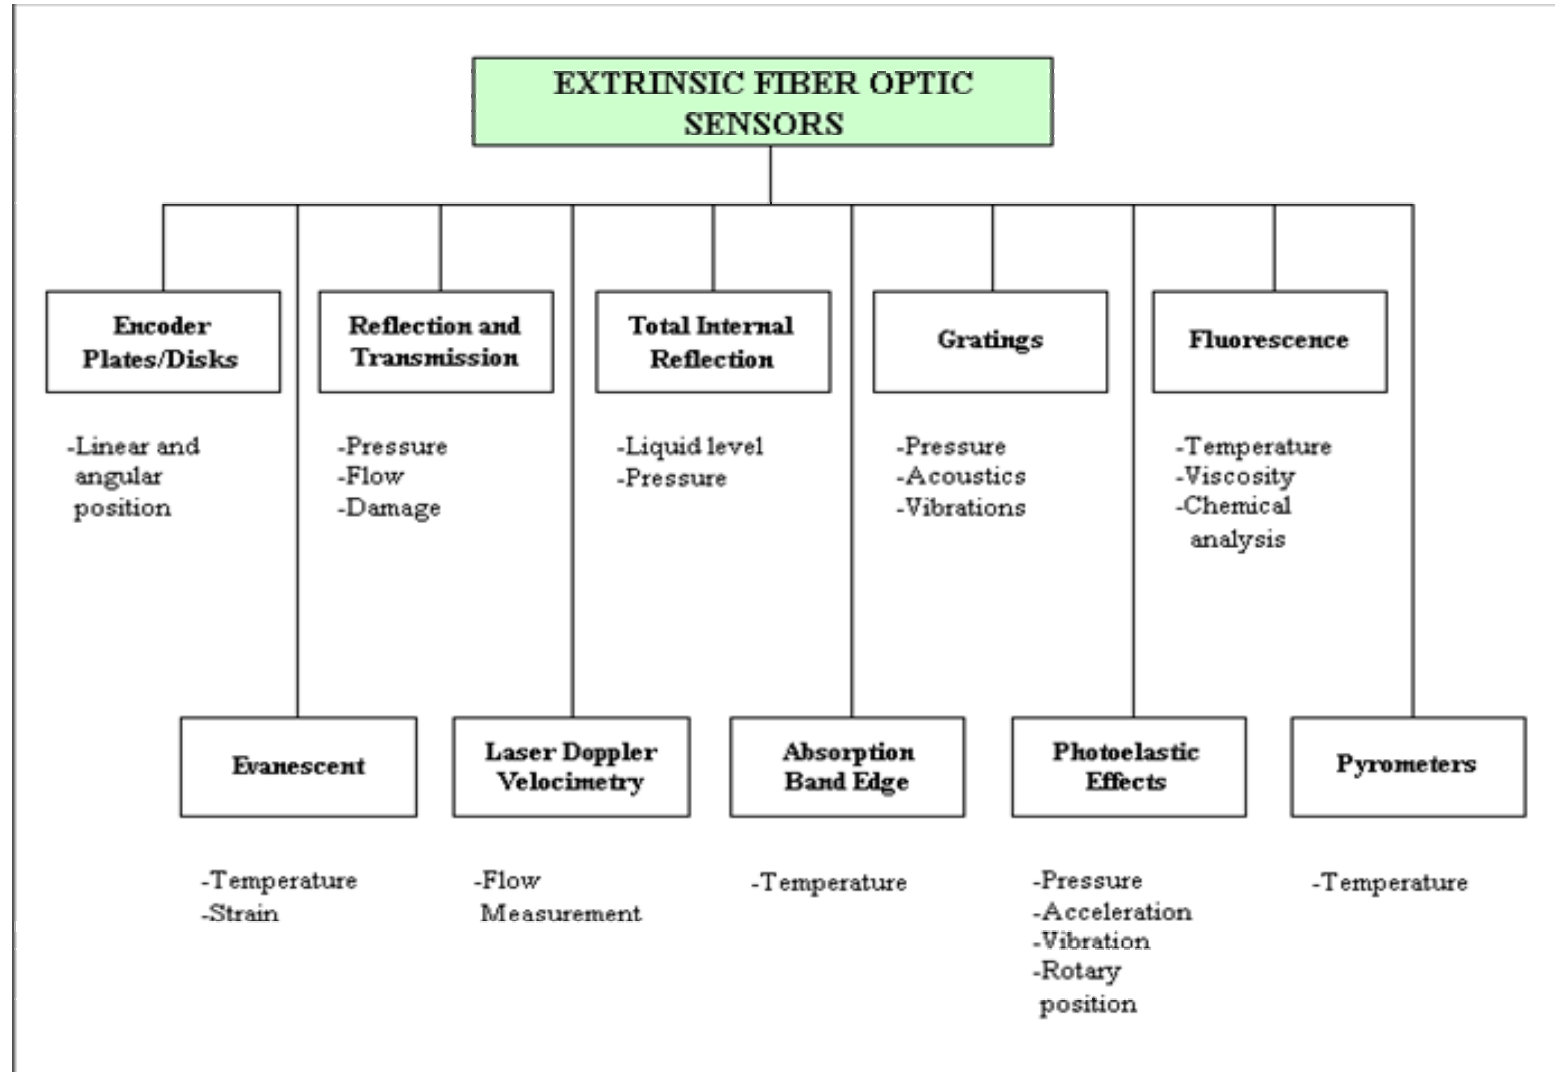 EXTRINSIC FIBER OPTIC
SENSORS
Encoder
Plates/Disks
-Linear and
angular
position
Reflection and
Transmission
-Pressure
-Flow
-Damage
Total Internal
Reflection
-Liquid level
-Pressure
Gratings
-Pressure
-Acoustics
-Vibrations
Fluorescence
-Temperature
-Viscosity
-Chemical
analysis
Evanescent
-Temperature
-Strain
Laser Doppler
Velocimetry
-Flow
Measurement
Absorption
Band Edge
-Temperature
Photoelastic
Effects
-Pressure
-Acceleration
-Vibration
-Rotary
position
Pyrometers
-Temperature